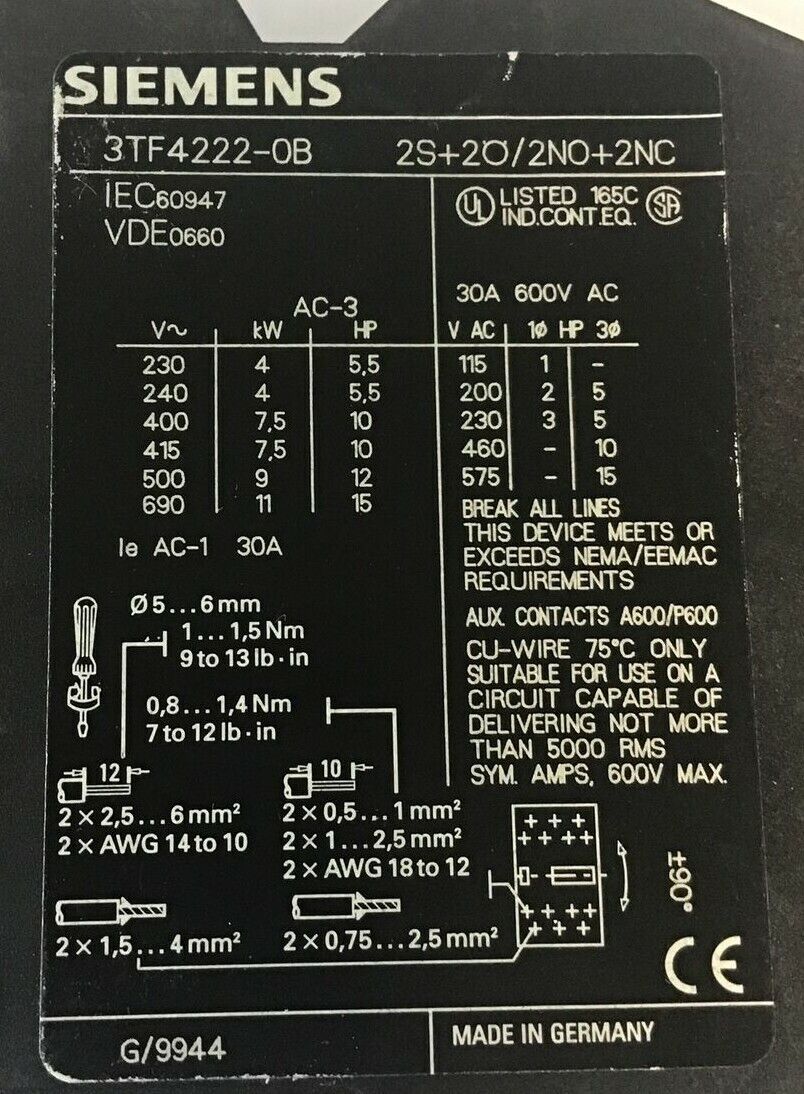 SIEMENS
3TF4222-0B 2S+2Ö/2NO+2NC
IEC60947
VDE0660
UL LISTED 165C SA
IND.CONT.EQ.
AC-3
V~ kW HP
230 4 5,5
240 4 5,5
400 7,5 10
415 7,5 10
500 9 12
690 11 15
Ie AC-1 30A
30A 600V AC
V AC 1Ø HP 3Ø
115 1 -
200 2 5
230 3 5
460 - 10
575 - 15
BREAK ALL LINES
THIS DEVICE MEETS OR
EXCEEDS NEMA/EEMAC
REQUIREMENTS
AUX. CONTACTS A600/P600
CU-WIRE 75°C ONLY
SUITABLE FOR USE ON A
CIRCUIT CAPABLE OF
DELIVERING NOT MORE
THAN 5000 RMS
SYM. AMPS, 600V MAX.
Ø5...6mm
1...1,5Nm
9 to 13 lb·in
0,8...1,4Nm
7 to 12 lb·in
12
2×2,5...6mm²
2×AWG 14 to 10
10
2×0,5...1mm²
2×1...2,5mm²
2×AWG 18 to 12
2×1,5...4mm²
2×0,75...2,5mm²
±90°
CE
G/9944
MADE IN GERMANY